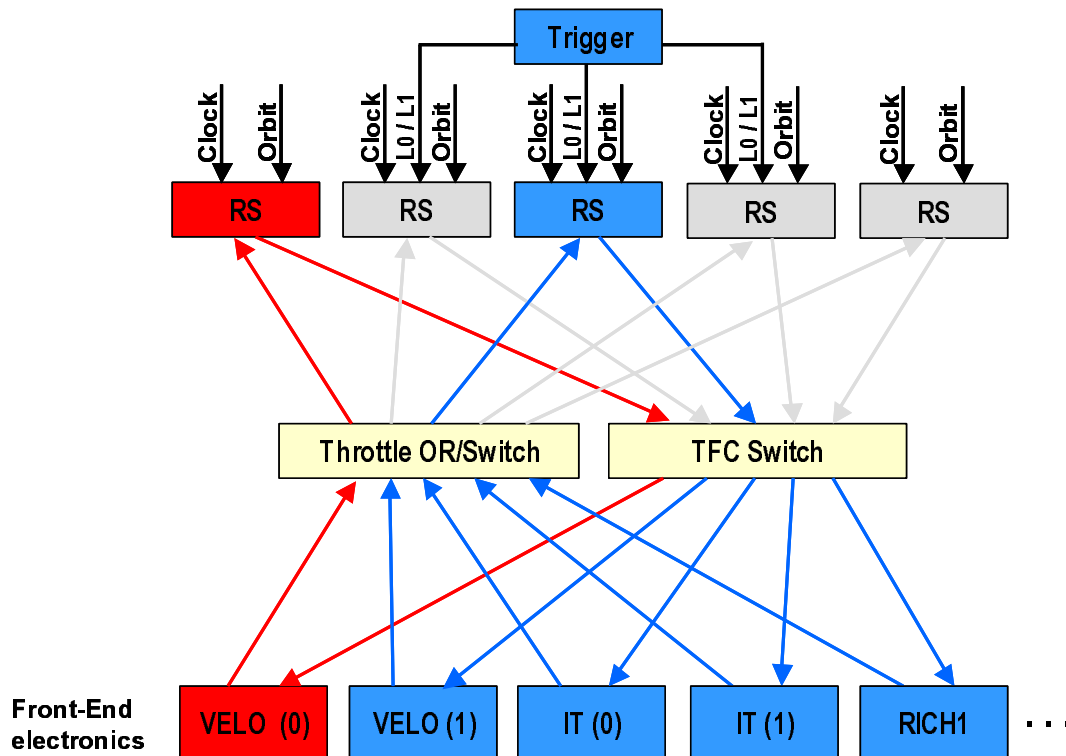 Trigger
Clock
Orbit
Clock
L0 / L1
Orbit
Clock
L0 / L1
Orbit
Clock
L0 / L1
Orbit
Clock
Orbit
RS
RS
RS
RS
RS
Throttle OR/Switch
TFC Switch
Front-End
electronics
VELO (0)
VELO (1)
IT (0)
IT (1)
RICH1
. . .